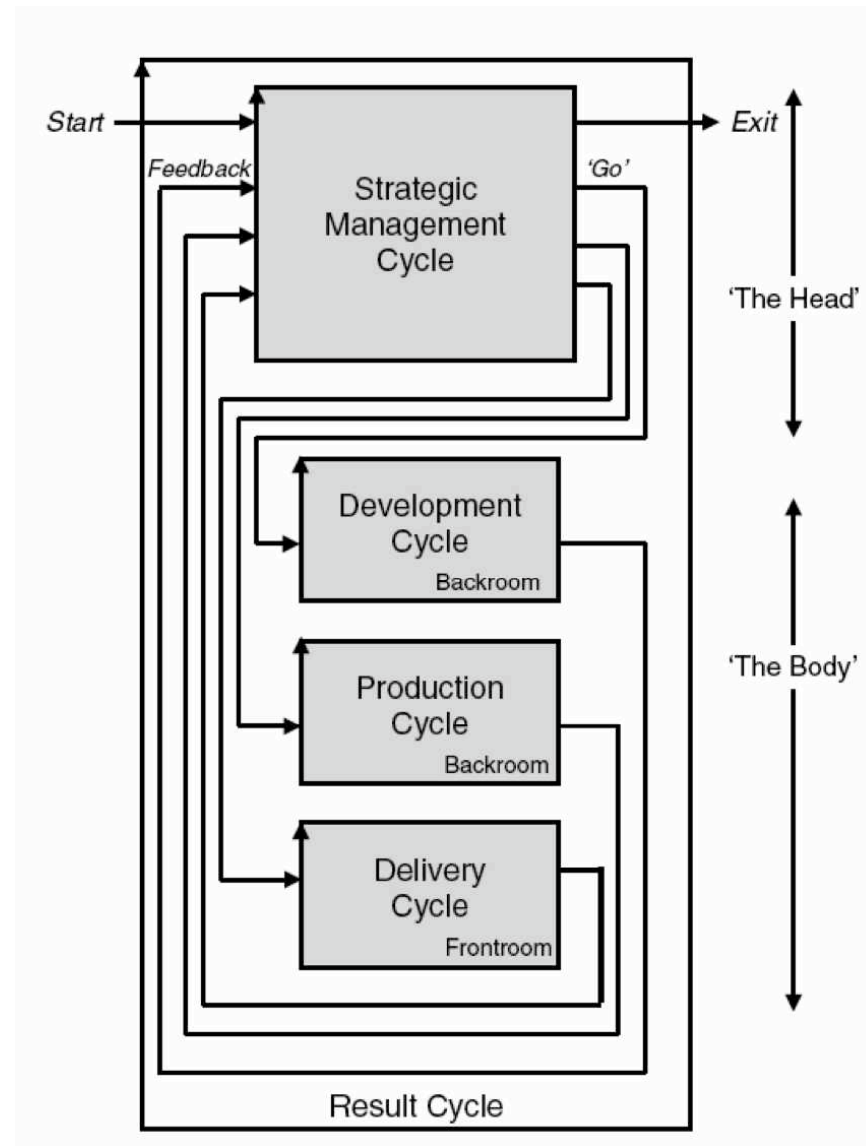 Start
Exit
Feedback
‘Go’
Strategic
Management
Cycle
‘The Head’
Development
Cycle
Backroom
Production
Cycle
Backroom
‘The Body’
Delivery
Cycle
Frontroom
Result Cycle